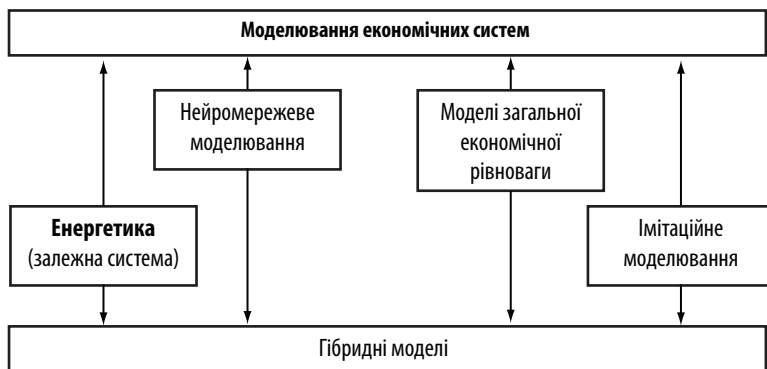 Моделювання економічних систем
Нейромережеве
моделювання
Моделі загальної
економічної
рівноваги
Енергетика
(залежна система)
Імітаційне
моделювання
Гібридні моделі